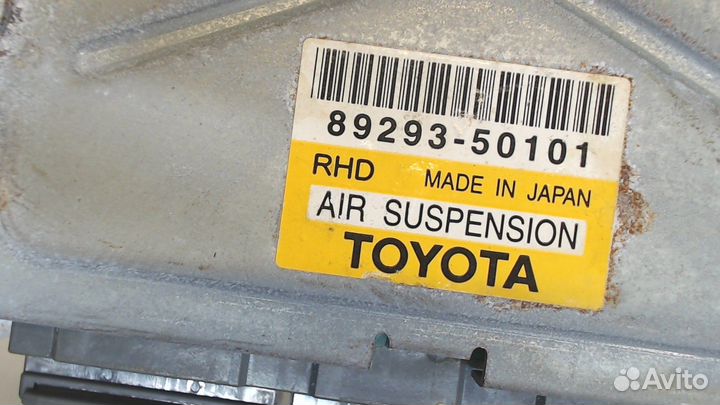 89293-50101
RHD MADE IN JAPAN
AIR SUSPENSION
TOYOTA
Avito